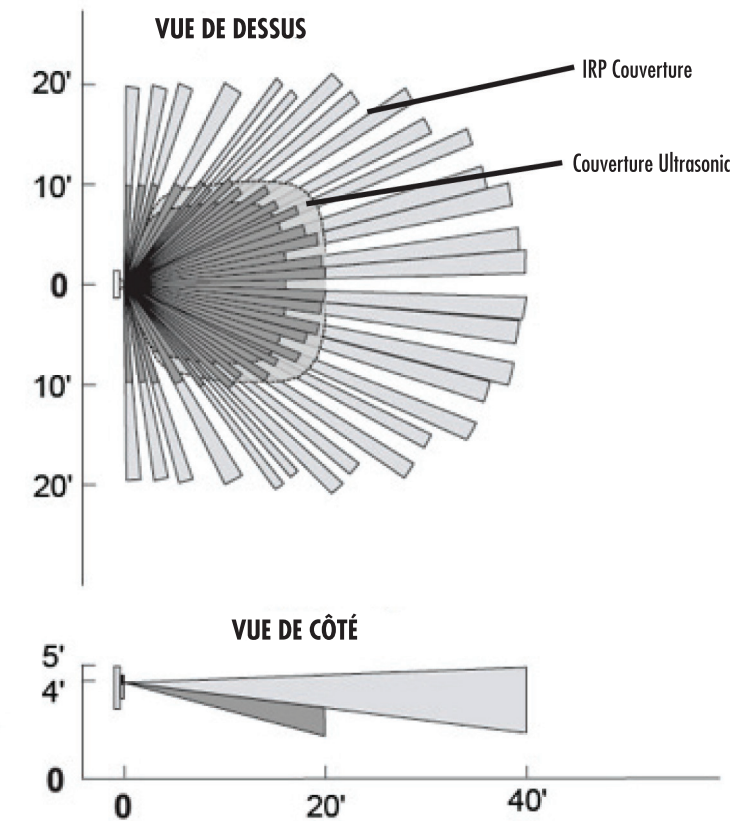 VUE DE DESSUS
20'
IRP Couverture
Couverture Ultrasonic
10'
0
10'
20'
VUE DE CÔTÉ
5'
4'
0
0 20' 40'